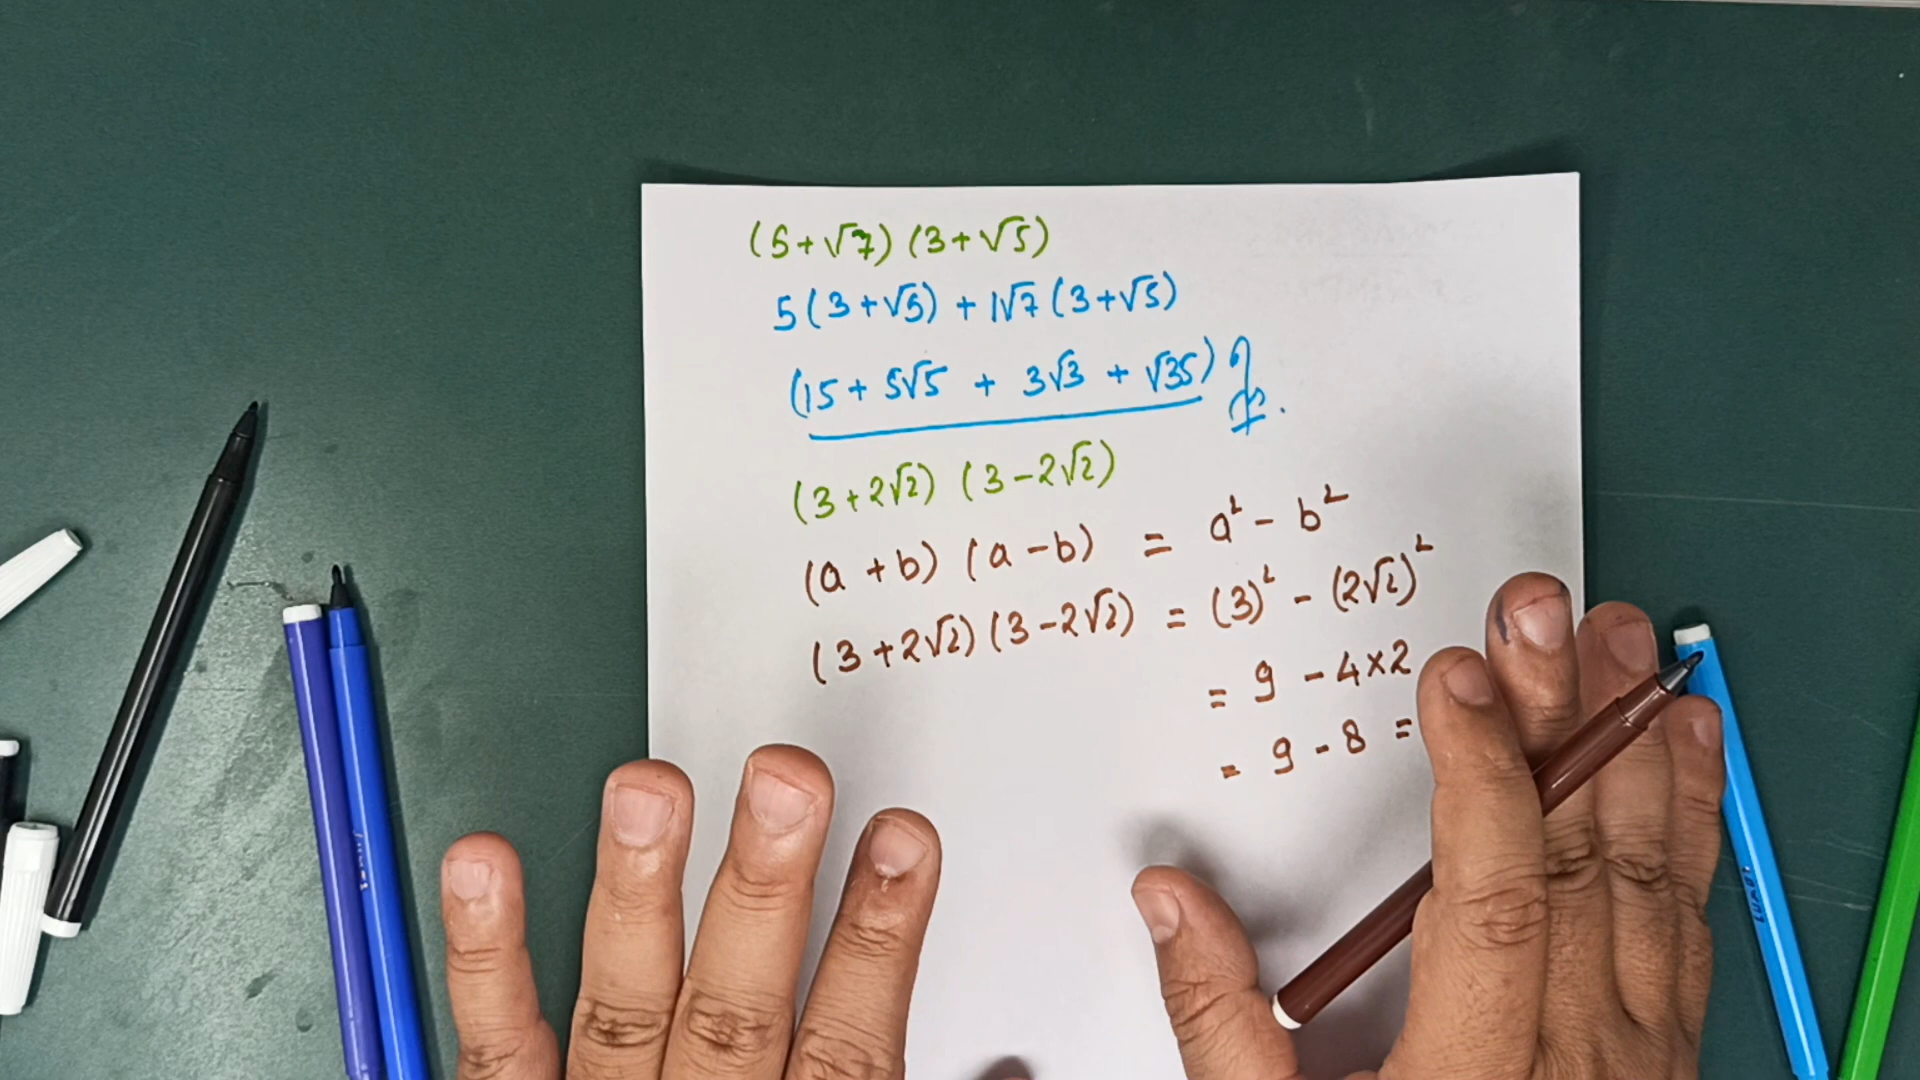 (5+√7) (3+√5)
5(3+√5) + 1√7 (3+√5)
(15 + 5√5 + 3√3 + √35)
(3+2√2) (3-2√2)
(a+b) (a-b) = a² - b²
(3+2√2) (3-2√2) = (3)² - (2√2)²
= 9 - 4×2
= 9 - 8 =